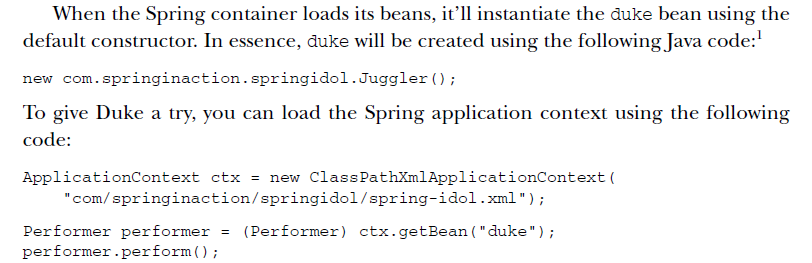 When the Spring container loads its beans, it’ll instantiate the duke bean using the
default constructor. In essence, duke will be created using the following Java code:1
new com.springinaction.springidol.Juggler();
To give Duke a try, you can load the Spring application context using the following
code:
ApplicationContext ctx = new ClassPathXmlApplicationContext(
"com/springinaction/springidol/spring-idol.xml");
Performer performer = (Performer) ctx.getBean("duke");
performer.perform();